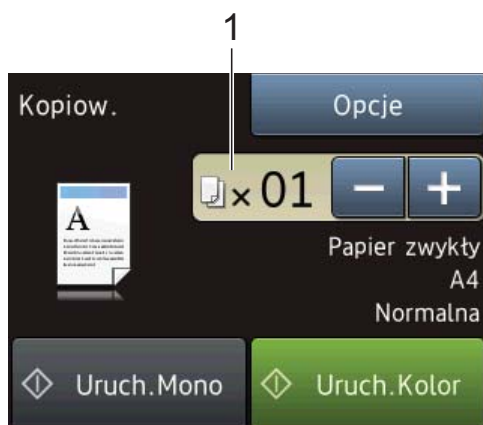 1
Kopiow.
Opcje
×01
−
+
A
Papier zwykły
A4
Normalna
Uruch.Mono
Uruch.Kolor